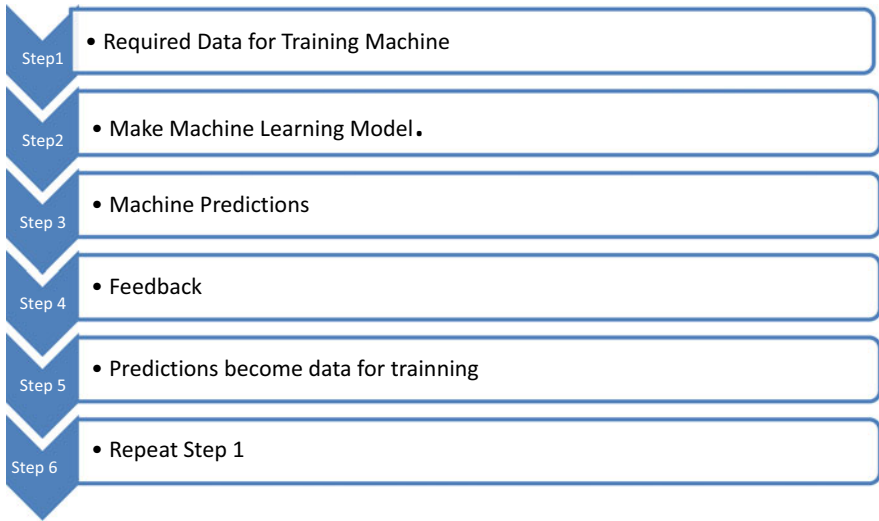 Step1
• Required Data for Training Machine
Step2
• Make Machine Learning Model.
Step 3
• Machine Predictions
Step 4
• Feedback
Step 5
• Predictions become data for trainning
Step 6
• Repeat Step 1